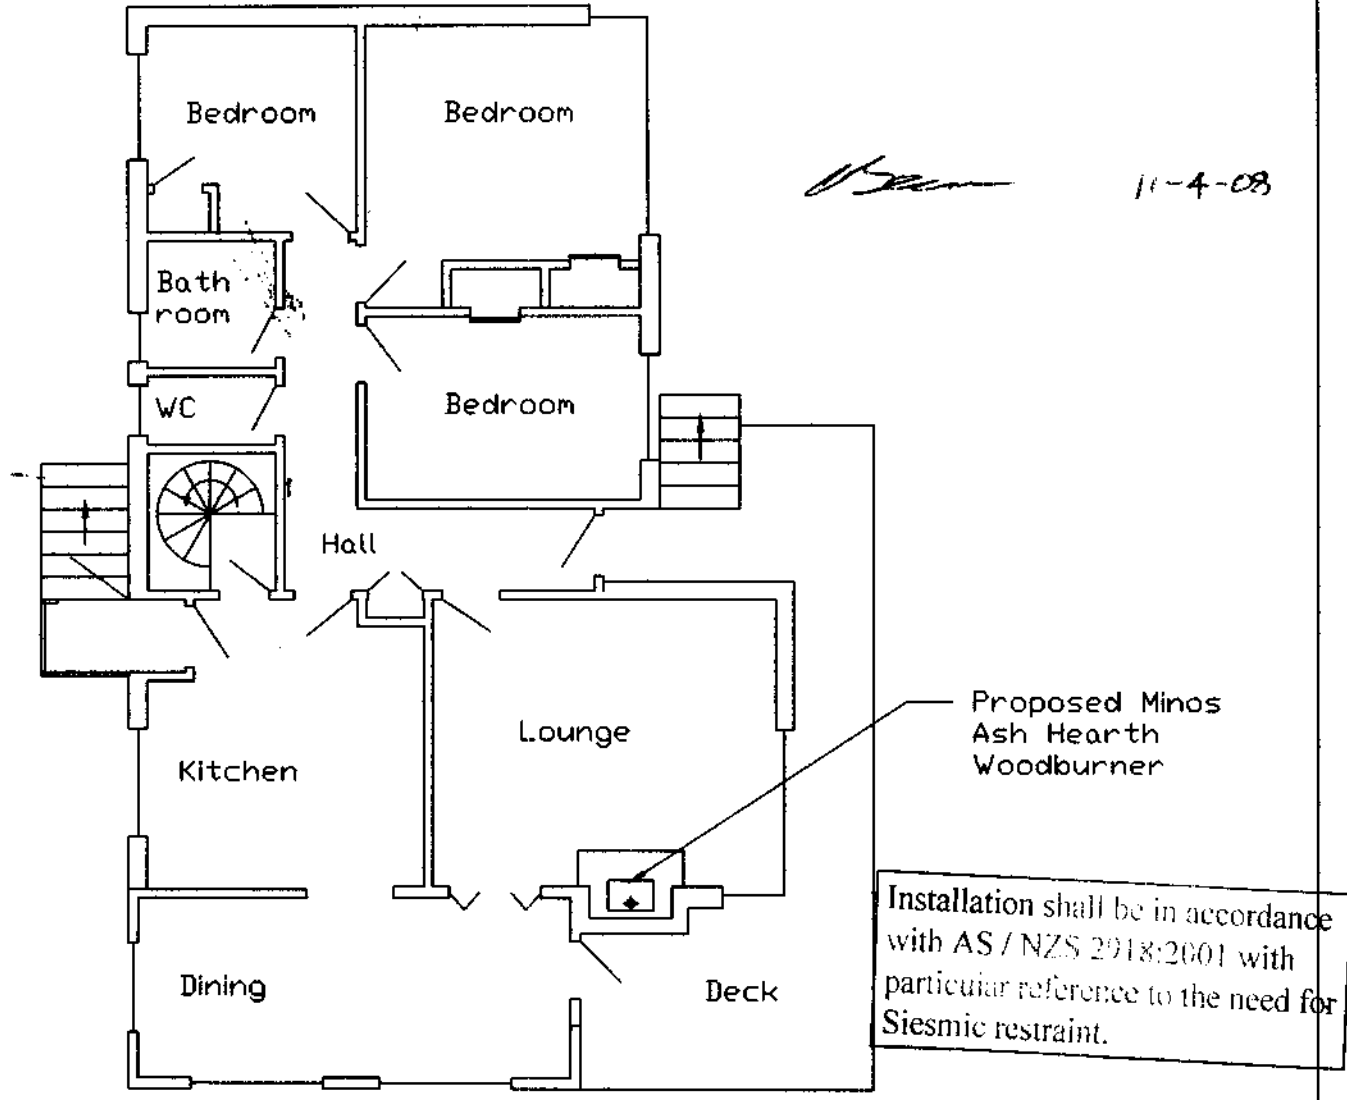 Bedroom
Bedroom
11-4-08
Bath
room
WC
Bedroom
Hall
Lounge
Kitchen
Proposed Minos
Ash Hearth
Woodburner
Installation shall be in accordance
with AS / NZS 2918:2001 with
particular reference to the need for
Siesmic restraint.
Dining
Deck